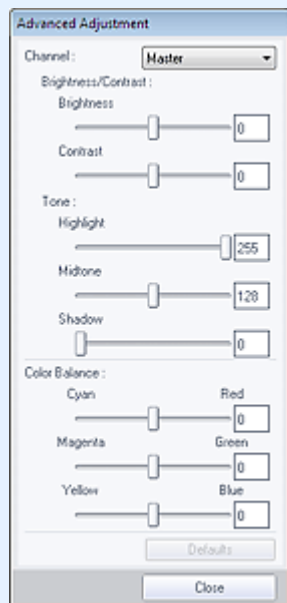 Advanced Adjustment
Channel : Master
Brightness/Contrast :
Brightness
0
Contrast
0
Tone :
Highlight
255
Midtone
128
Shadow
0
Color Balance :
Cyan Red
0
Magenta Green
0
Yellow Blue
0
Defaults
Close